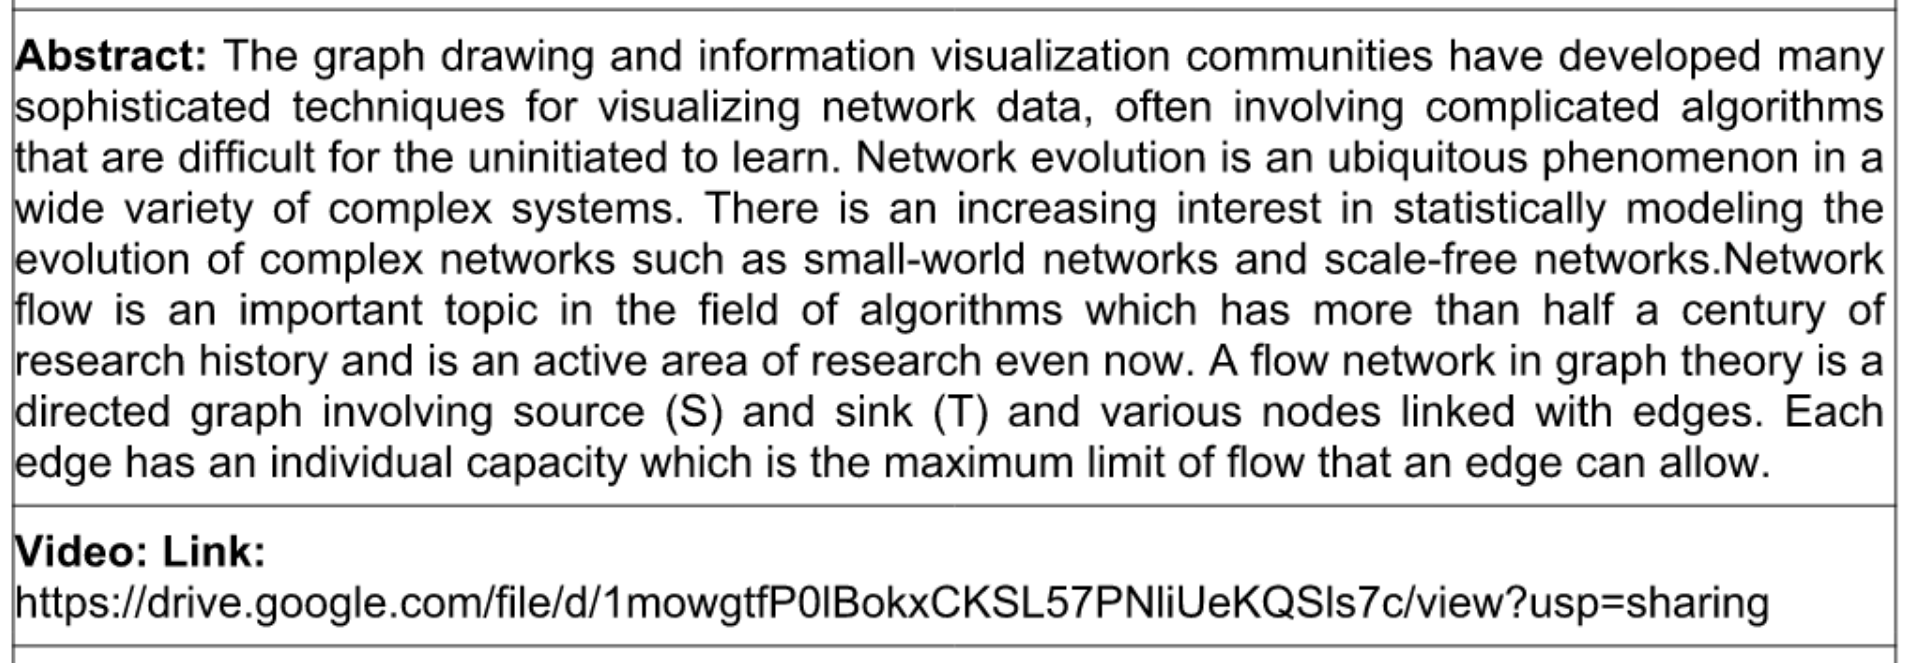 Abstract: The graph drawing and information visualization communities have developed many
sophisticated techniques for visualizing network data, often involving complicated algorithms
that are difficult for the uninitiated to learn. Network evolution is an ubiquitous phenomenon in a
wide variety of complex systems. There is an increasing interest in statistically modeling the
evolution of complex networks such as small-world networks and scale-free networks.Network
flow is an important topic in the field of algorithms which has more than half a century of
research history and is an active area of research even now. A flow network in graph theory is a
directed graph involving source (S) and sink (T) and various nodes linked with edges. Each
edge has an individual capacity which is the maximum limit of flow that an edge can allow.
Video: Link:
https://drive.google.com/file/d/1mowgtfP0lBokxCKSL57PNliUeKQSls7c/view?usp=sharing